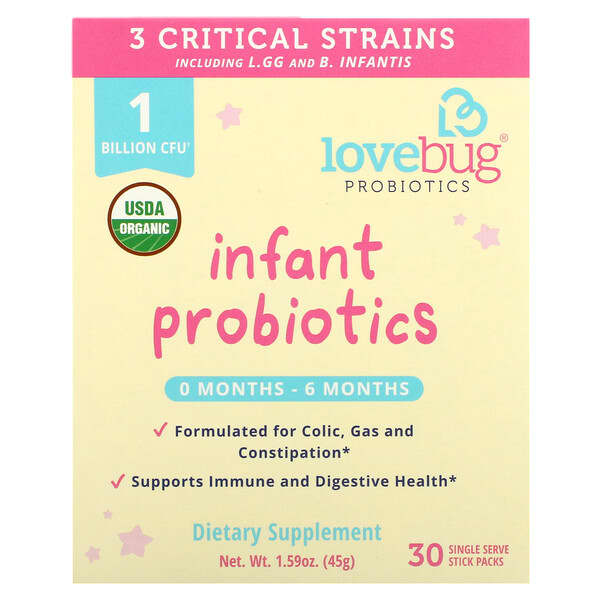 3 CRITICAL STRAINS
INCLUDING L.GG AND B. INFANTIS
1
BILLION CFU†
lovebug®
PROBIOTICS
USDA
ORGANIC
infant
probiotics
0 MONTHS - 6 MONTHS
✓ Formulated for Colic, Gas and
Constipation*
✓ Supports Immune and Digestive Health*
Dietary Supplement
Net. Wt. 1.59oz. (45g)
30 SINGLE SERVE
STICK PACKS